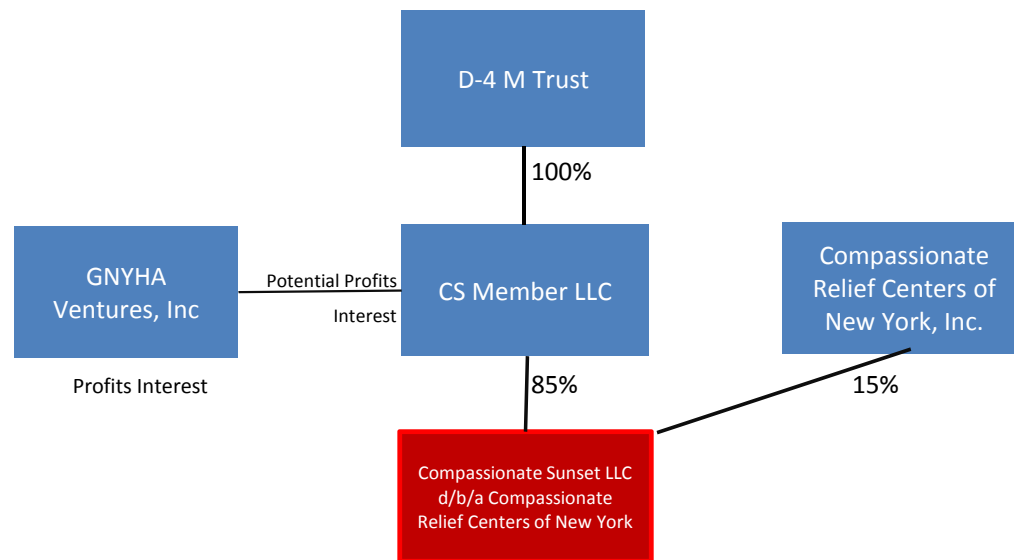 D-4 M Trust
100%
GNYHA
Ventures, Inc
Potential Profits
Interest
CS Member LLC
Compassionate
Relief Centers of
New York, Inc.
Profits Interest
85%
15%
Compassionate Sunset LLC
d/b/a Compassionate
Relief Centers of New York